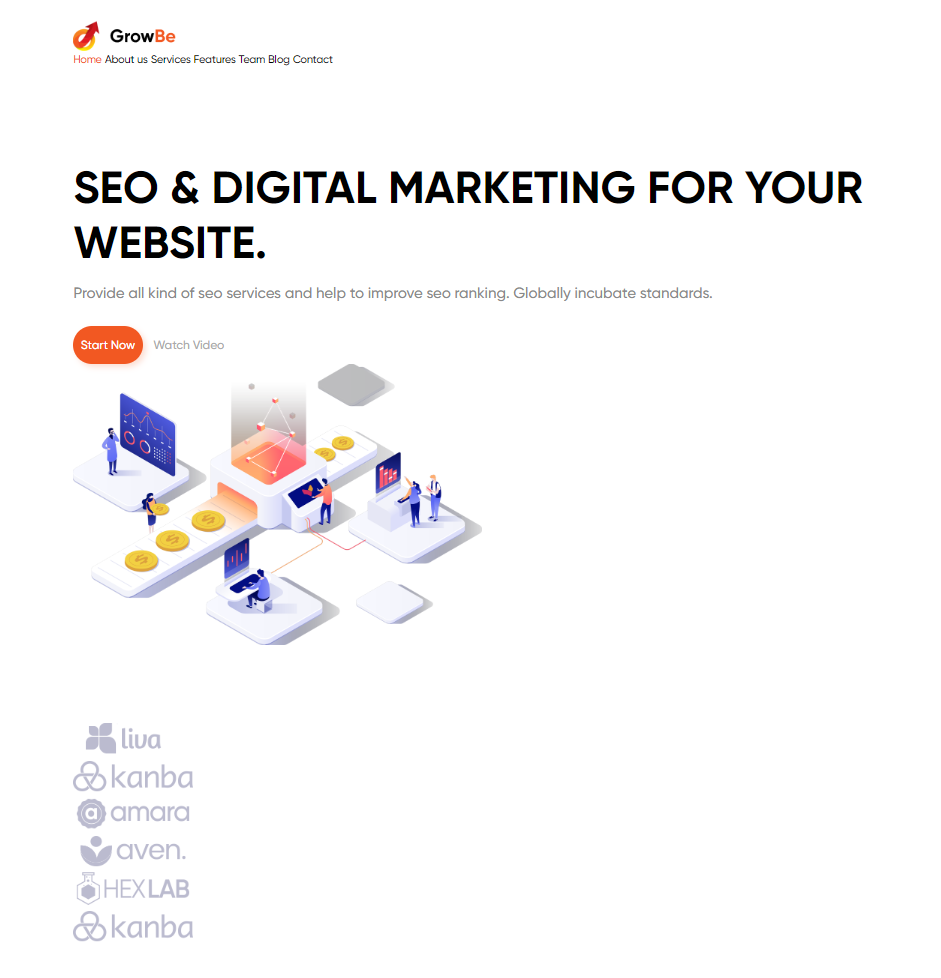 GrowBe
Home About us Services Features Team Blog Contact
SEO & DIGITAL MARKETING FOR YOUR
WEBSITE.
Provide all kind of seo services and help to improve seo ranking. Globally incubate standards.
Start Now Watch Video
liva
kanba
amara
aven.
HEXLAB
kanba